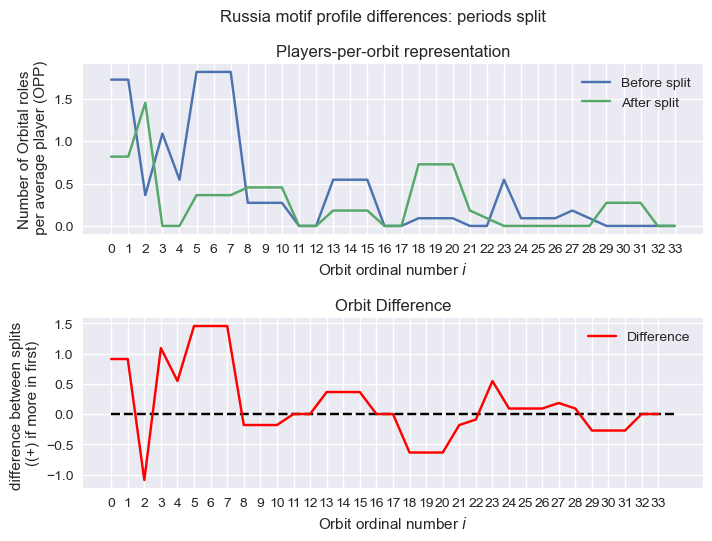 Russia motif profile differences: periods split
Players-per-orbit representation
Number of Orbital roles
per average player (OPP)
1.5
1.0
0.5
0.0
Before split
After split
0 1 2 3 4 5 6 7 8 9 10 11 12 13 14 15 16 17 18 19 20 21 22 23 24 25 26 27 28 29 30 31 32 33
Orbit ordinal number i
Orbit Difference
difference between splits
((+) if more in first)
1.5
1.0
0.5
0.0
−0.5
−1.0
Difference
0 1 2 3 4 5 6 7 8 9 10 11 12 13 14 15 16 17 18 19 20 21 22 23 24 25 26 27 28 29 30 31 32 33
Orbit ordinal number i